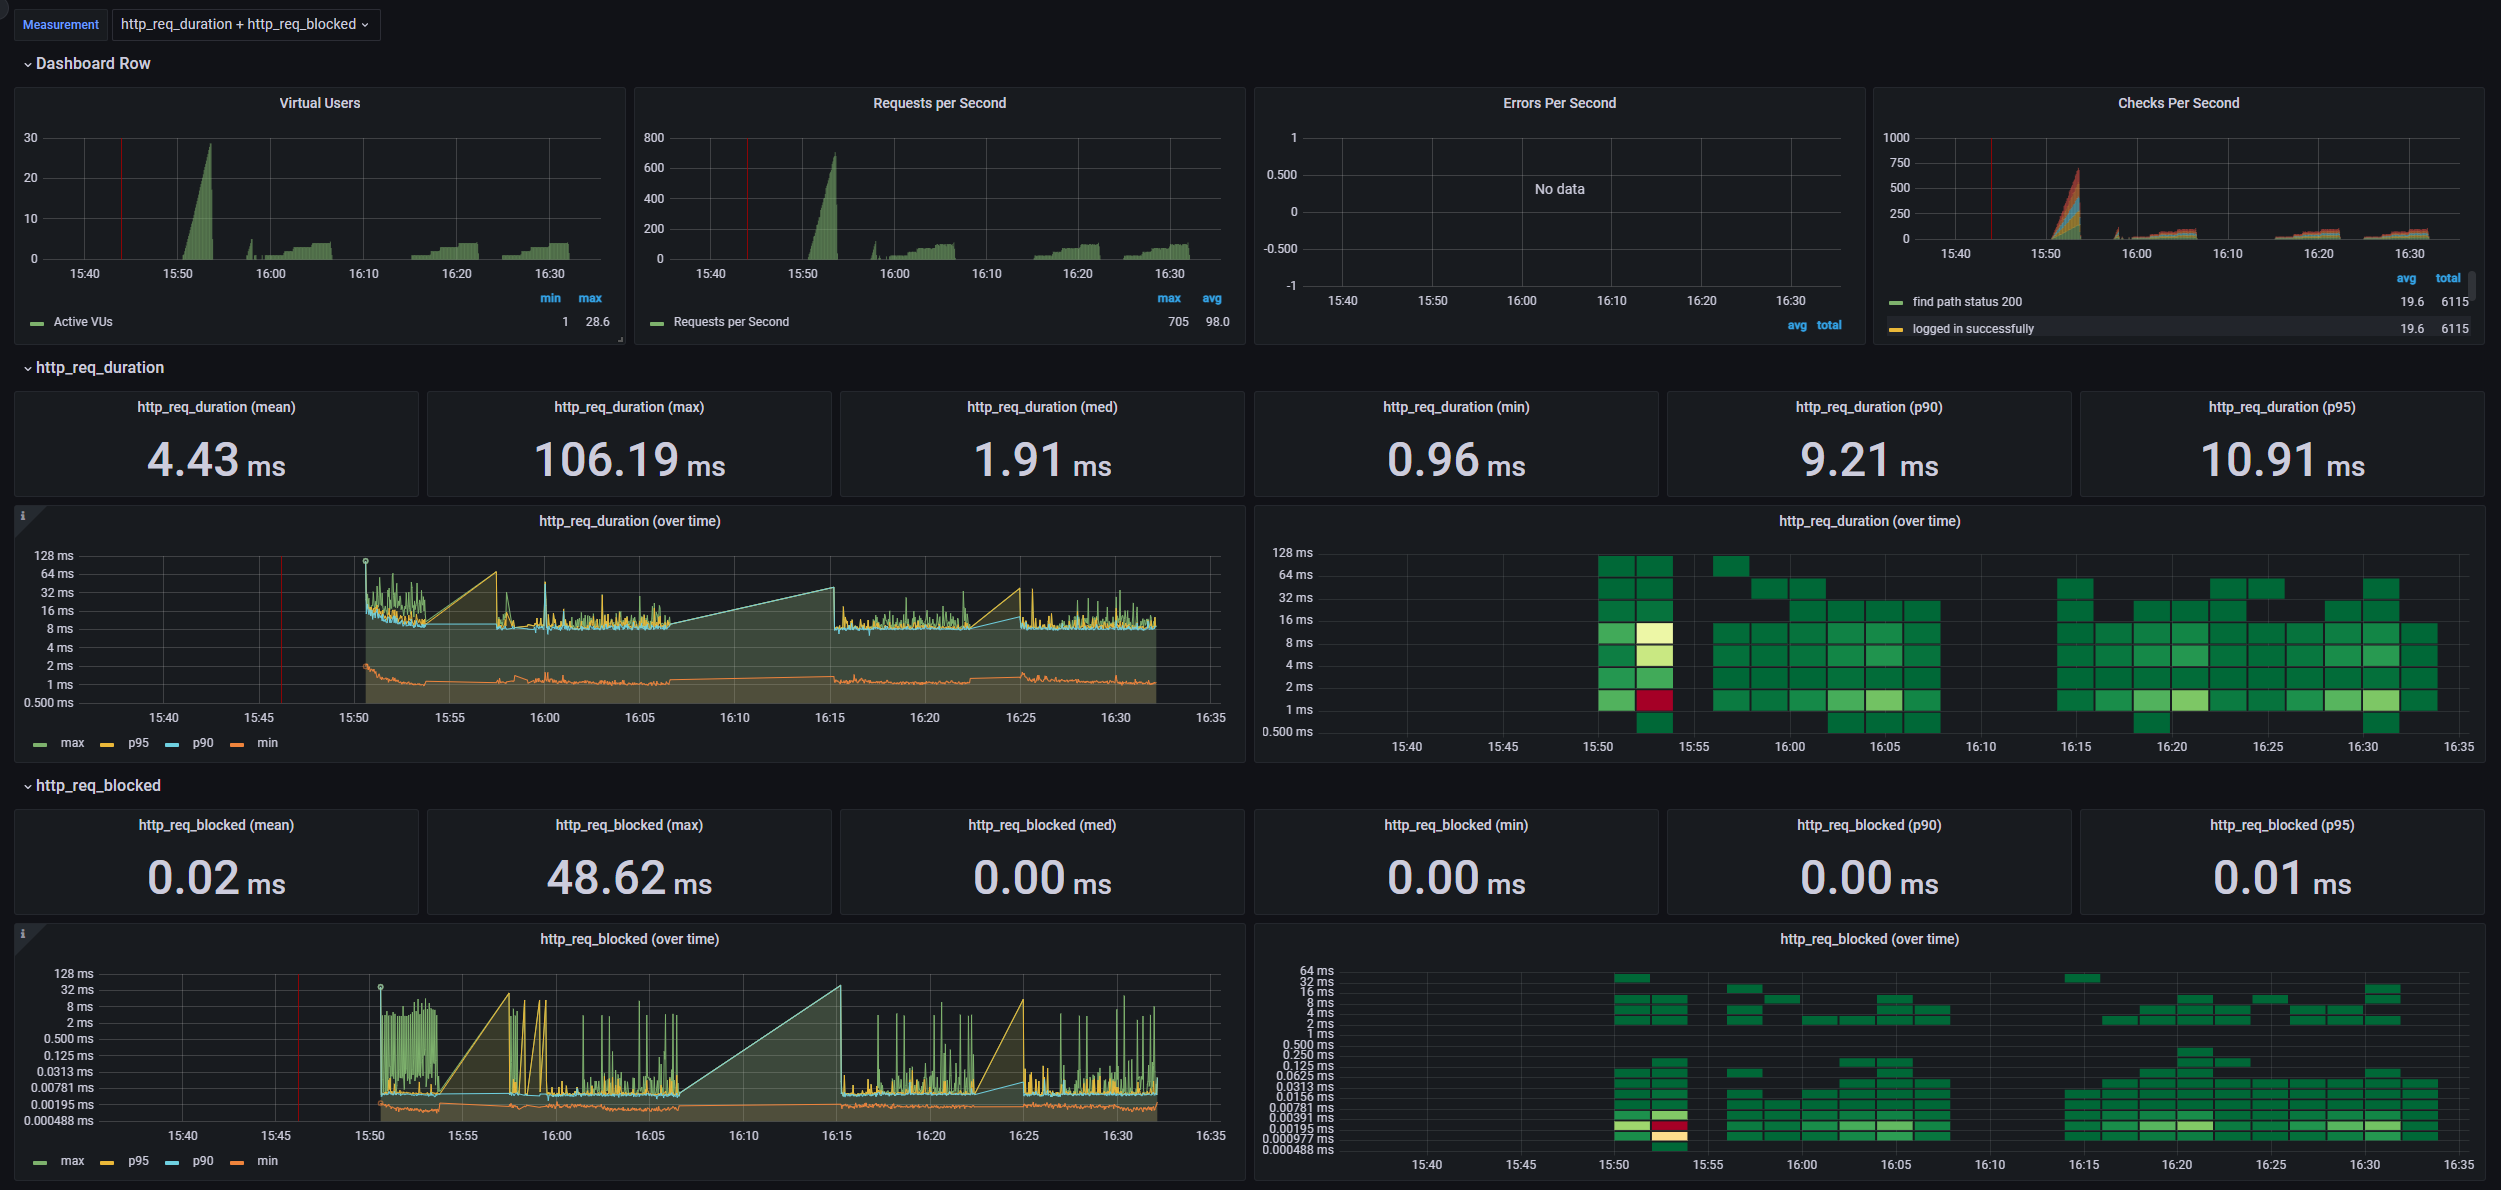 Measurement http_req_duration + http_req_blocked
Dashboard Row
Virtual Users
30
20
10
0
15:40 15:50 16:00 16:10 16:20 16:30
min max
Active VUs 1 28.6
Requests per Second
800
600
400
200
0
15:40 15:50 16:00 16:10 16:20 16:30
max avg
Requests per Second 705 98.0
Errors Per Second
1
0.500
0
-0.500
-1
No data
15:40 15:50 16:00 16:10 16:20 16:30
avg total
Checks Per Second
1000
750
500
250
0
15:40 15:50 16:00 16:10 16:20 16:30
avg total
find path status 200 19.6 6115
logged in successfully 19.6 6115
http_req_duration
http_req_duration (mean)
4.43 ms
http_req_duration (max)
106.19 ms
http_req_duration (med)
1.91 ms
http_req_duration (min)
0.96 ms
http_req_duration (p90)
9.21 ms
http_req_duration (p95)
10.91 ms
i
http_req_duration (over time)
128 ms
64 ms
32 ms
16 ms
8 ms
4 ms
2 ms
1 ms
0.500 ms
15:40 15:45 15:50 15:55 16:00 16:05 16:10 16:15 16:20 16:25 16:30 16:35
max p95 p90 min
http_req_duration (over time)
128 ms
64 ms
32 ms
16 ms
8 ms
4 ms
2 ms
1 ms
0.500 ms
15:40 15:45 15:50 15:55 16:00 16:05 16:10 16:15 16:20 16:25 16:30 16:35
http_req_blocked
http_req_blocked (mean)
0.02 ms
http_req_blocked (max)
48.62 ms
http_req_blocked (med)
0.00 ms
http_req_blocked (min)
0.00 ms
http_req_blocked (p90)
0.00 ms
http_req_blocked (p95)
0.01 ms
i
http_req_blocked (over time)
128 ms
32 ms
8 ms
2 ms
0.500 ms
0.125 ms
0.0313 ms
0.00781 ms
0.00195 ms
0.000488 ms
15:40 15:45 15:50 15:55 16:00 16:05 16:10 16:15 16:20 16:25 16:30 16:35
max p95 p90 min
http_req_blocked (over time)
64 ms
32 ms
16 ms
8 ms
4 ms
2 ms
1 ms
0.500 ms
0.250 ms
0.125 ms
0.0625 ms
0.0313 ms
0.0156 ms
0.00781 ms
0.00391 ms
0.00195 ms
0.000977 ms
0.000488 ms
15:40 15:45 15:50 15:55 16:00 16:05 16:10 16:15 16:20 16:25 16:30 16:35